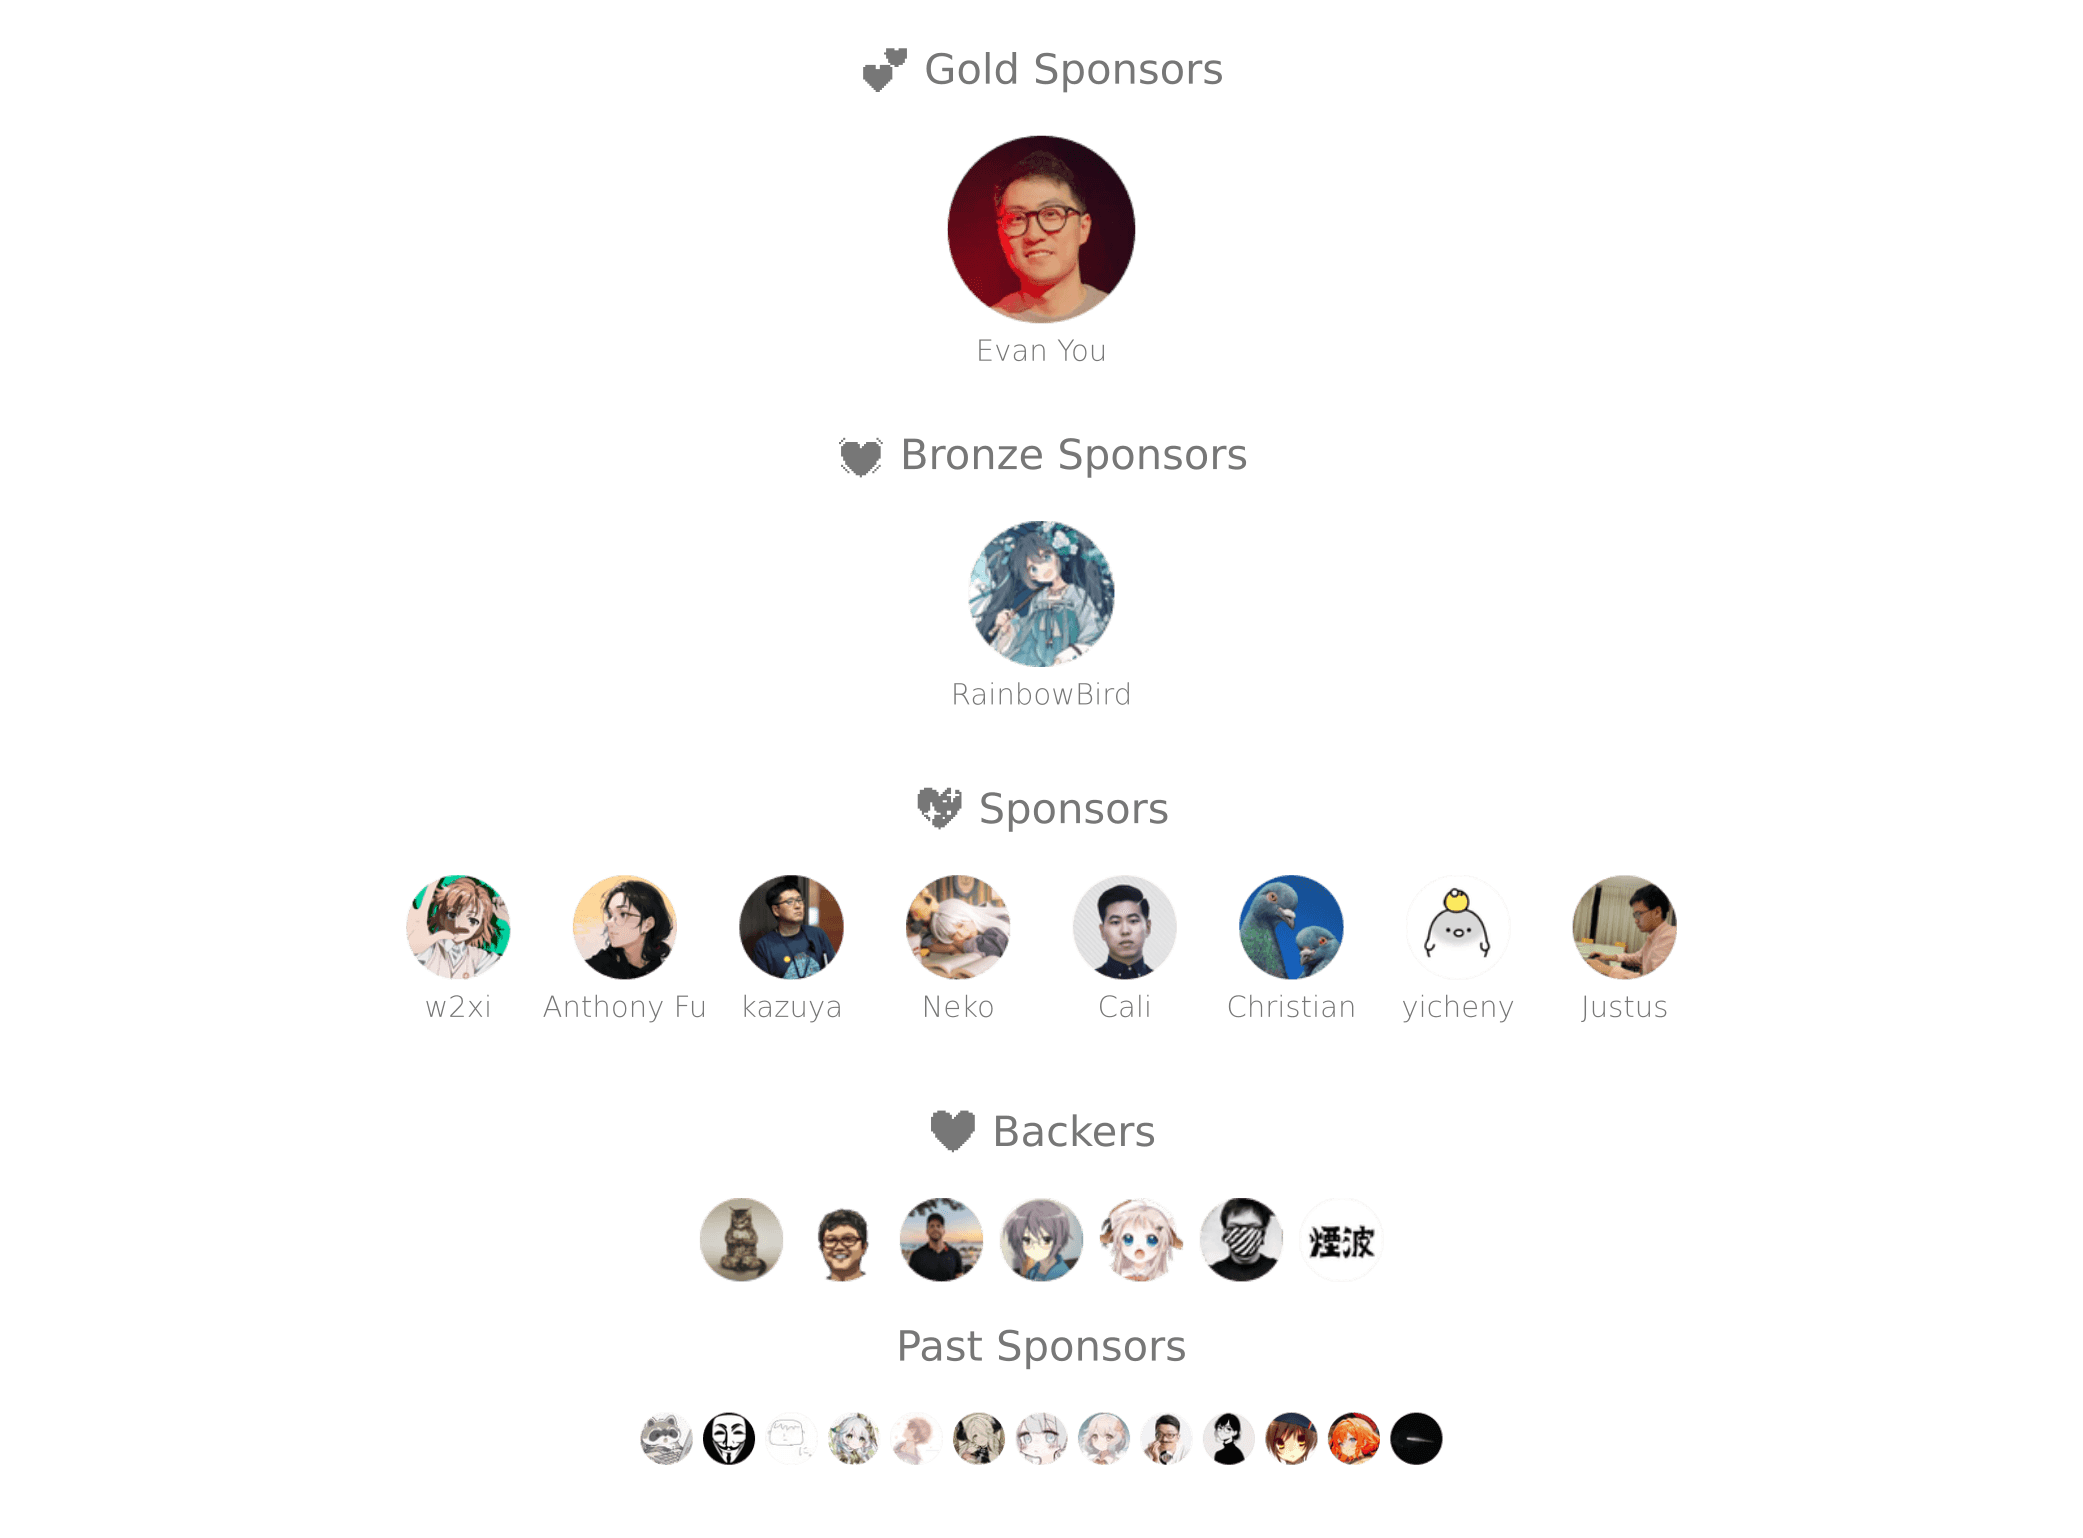 Gold Sponsors
Evan You
Bronze Sponsors
RainbowBird
Sponsors
w2xi Anthony Fu kazuya Neko Cali Christian yicheny Justus
Backers
煙波
Past Sponsors